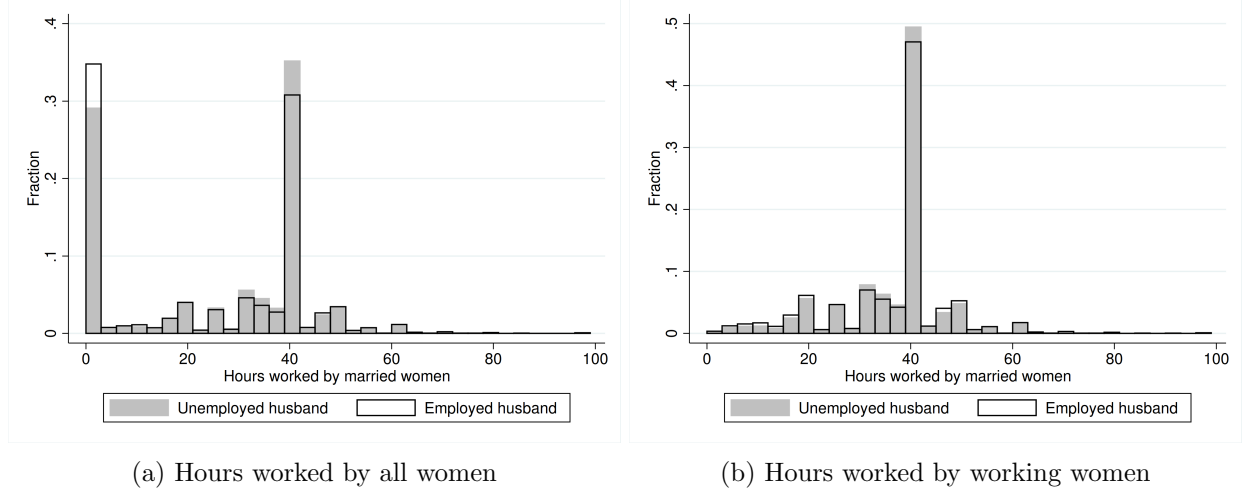 .4
.3
.2
.1
0
Fraction
0 20 40 60 80 100
Hours worked by married women
Unemployed husband Employed husband
(a) Hours worked by all women
.5
.4
.3
.2
.1
0
Fraction
0 20 40 60 80 100
Hours worked by married women
Unemployed husband Employed husband
(b) Hours worked by working women